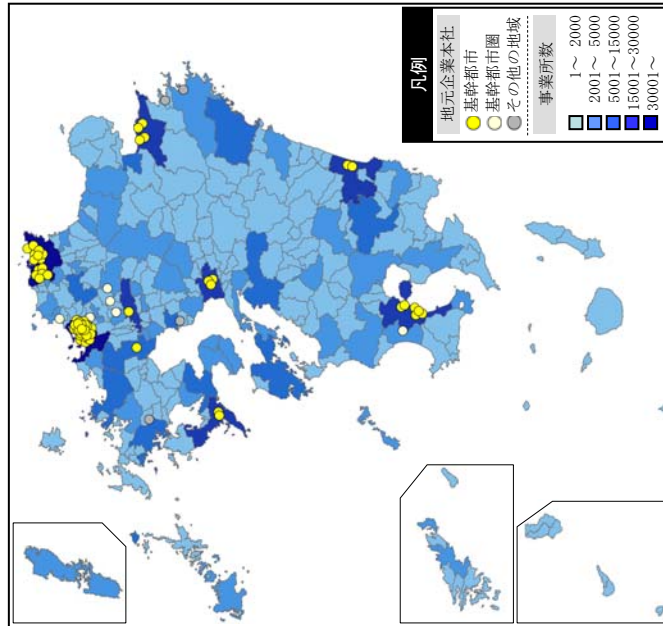 凡例
地元企業本社
基幹都市
基幹都市圏
その他の地域
事業所数
1～ 2000
2001～ 5000
5001～15000
15001～30000
30001～